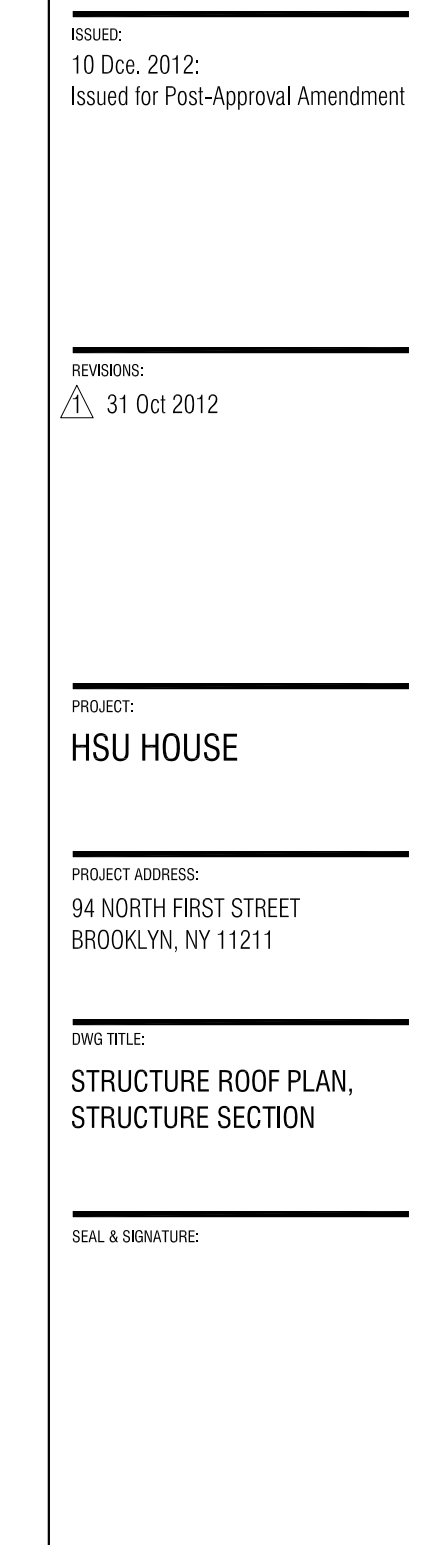 ISSUED:
10 Dce. 2012:
Issued for Post-Approval Amendment
REVISIONS:
1 31 Oct 2012
PROJECT:
HSU HOUSE
PROJECT ADDRESS:
94 NORTH FIRST STREET
BROOKLYN, NY 11211
DWG TITLE:
STRUCTURE ROOF PLAN,
STRUCTURE SECTION
SEAL & SIGNATURE: